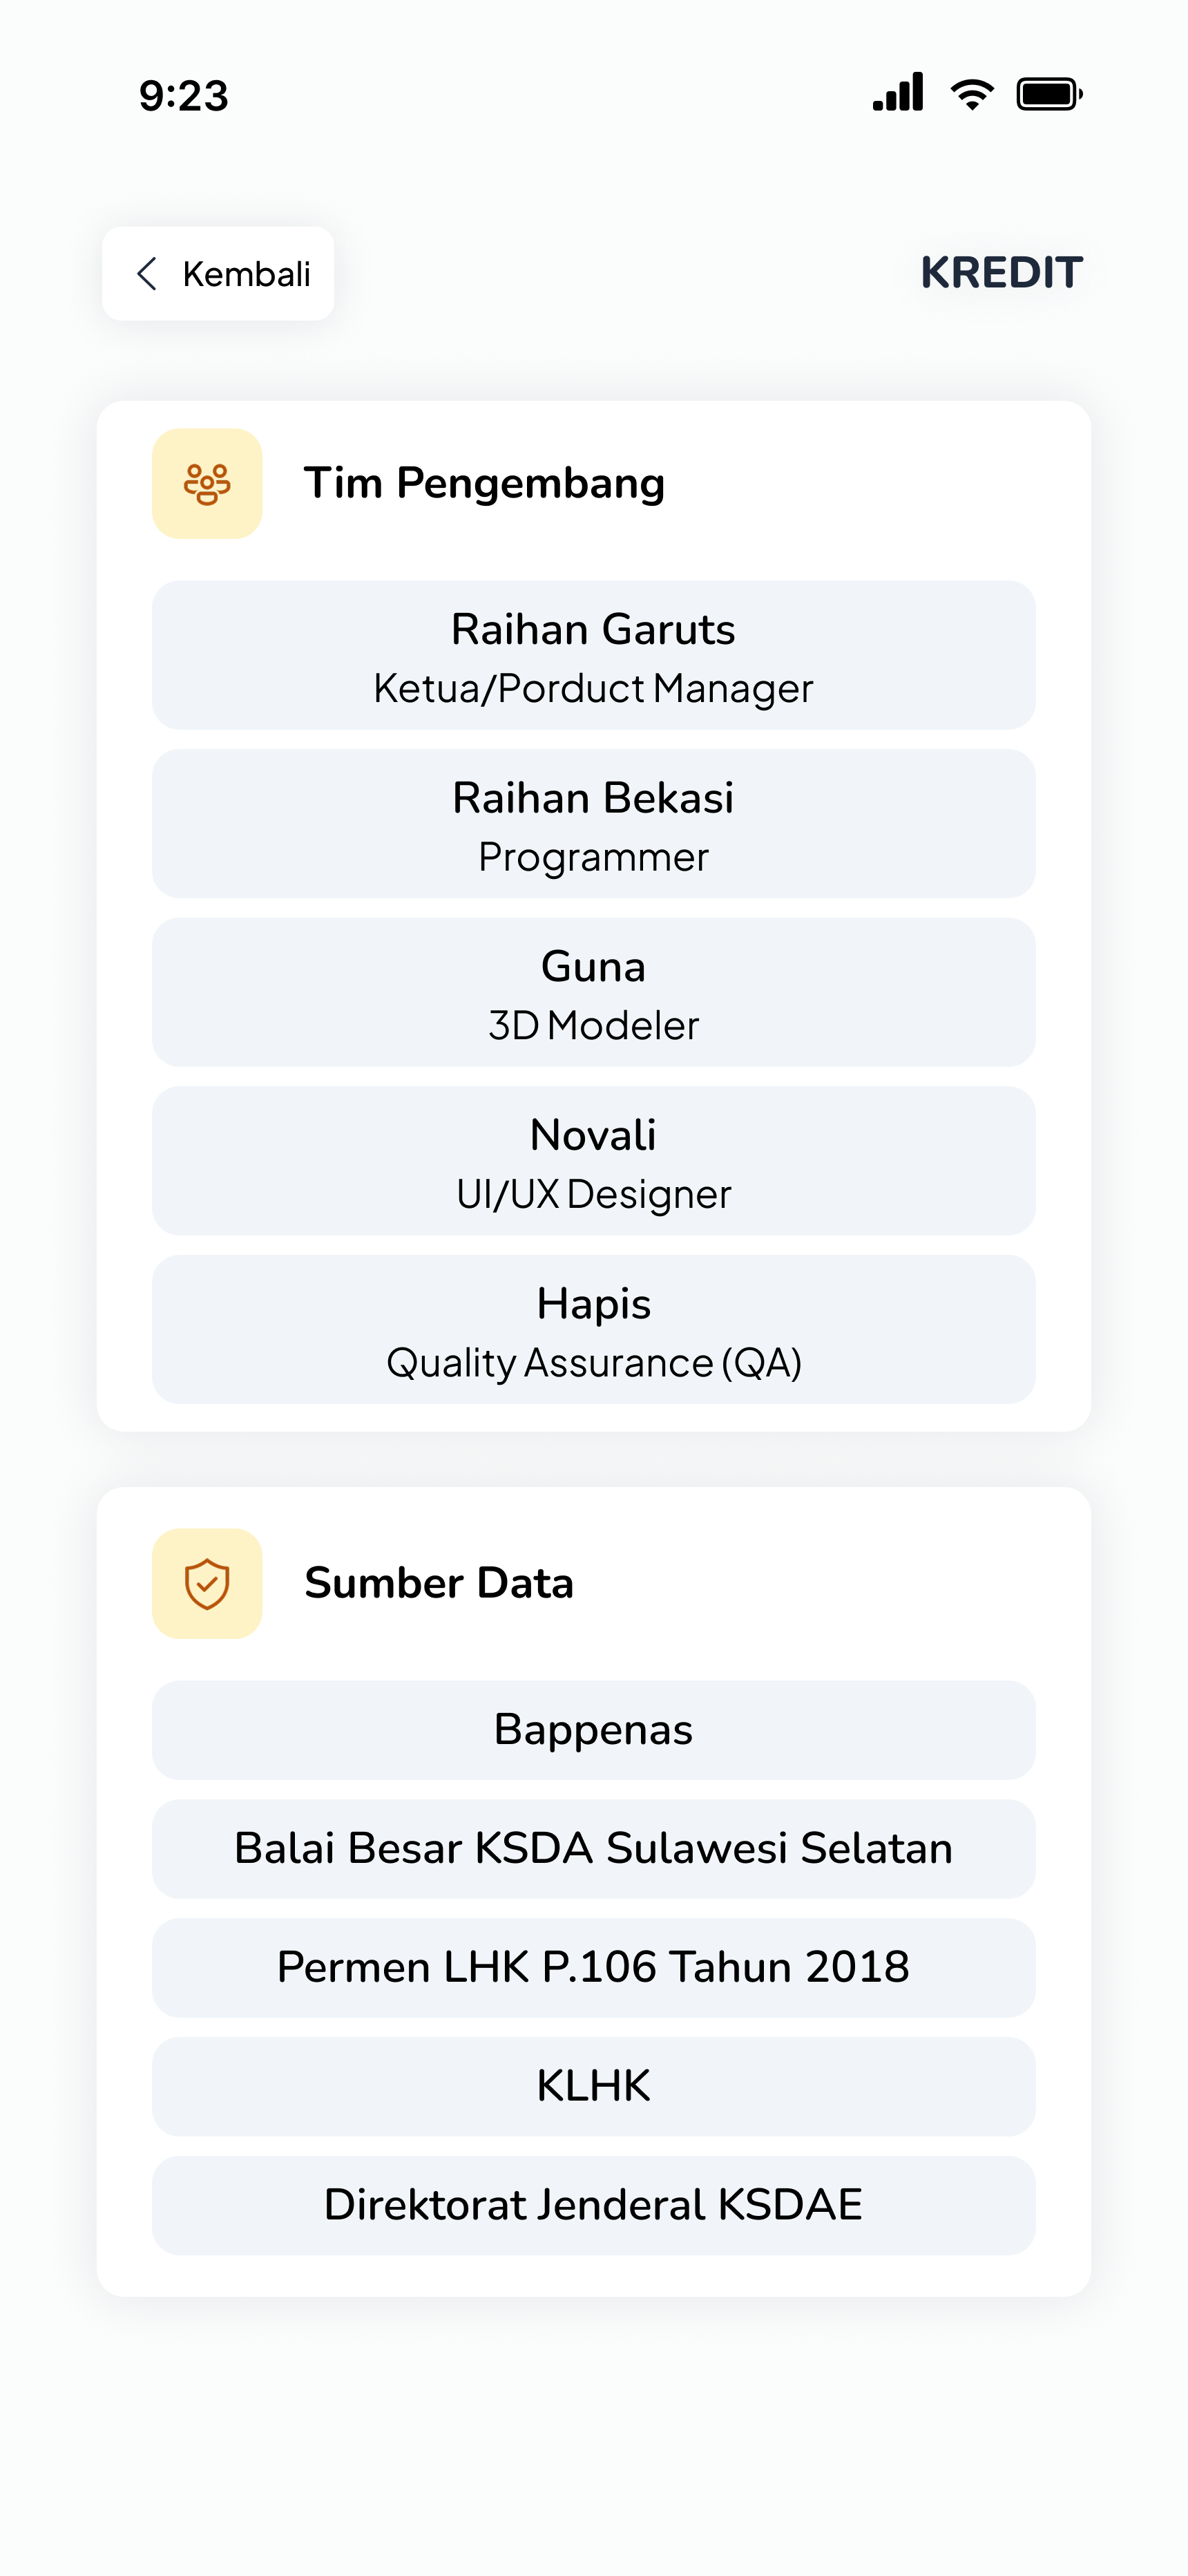 9:23
Kembali
KREDIT
Tim Pengembang
Raihan Garuts
Ketua/Porduct Manager
Raihan Bekasi
Programmer
Guna
3D Modeler
Novali
UI/UX Designer
Hapis
Quality Assurance (QA)
Sumber Data
Bappenas
Balai Besar KSDA Sulawesi Selatan
Permen LHK P.106 Tahun 2018
KLHK
Direktorat Jenderal KSDAE